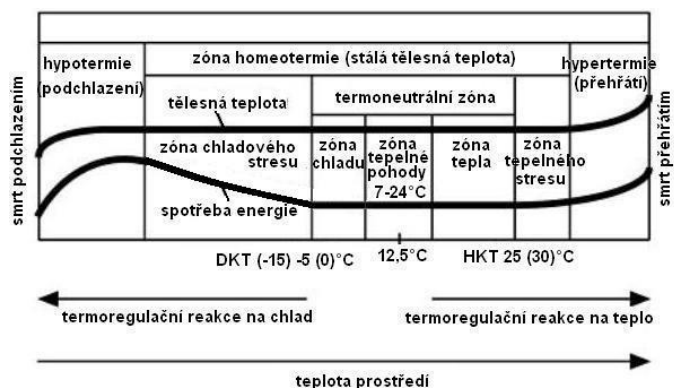 hypotermie
(podchlazení)
zóna homeotermie (stálá tělesná teplota)
hypertermie
(přehřátí)
tělesná teplota
termoneutrální zóna
zóna chladového
stresu
zóna
chladu
zóna
tepelné
pohody
7-24°C
zóna
tepla
zóna
tepelného
stresu
spotřeba energie
smrt podchlazením
smrt přehřátím
DKT (-15) -5 (0)°C
12,5°C
HKT 25 (30)°C
termoregulační reakce na chlad
termoregulační reakce na teplo
teplota prostředí